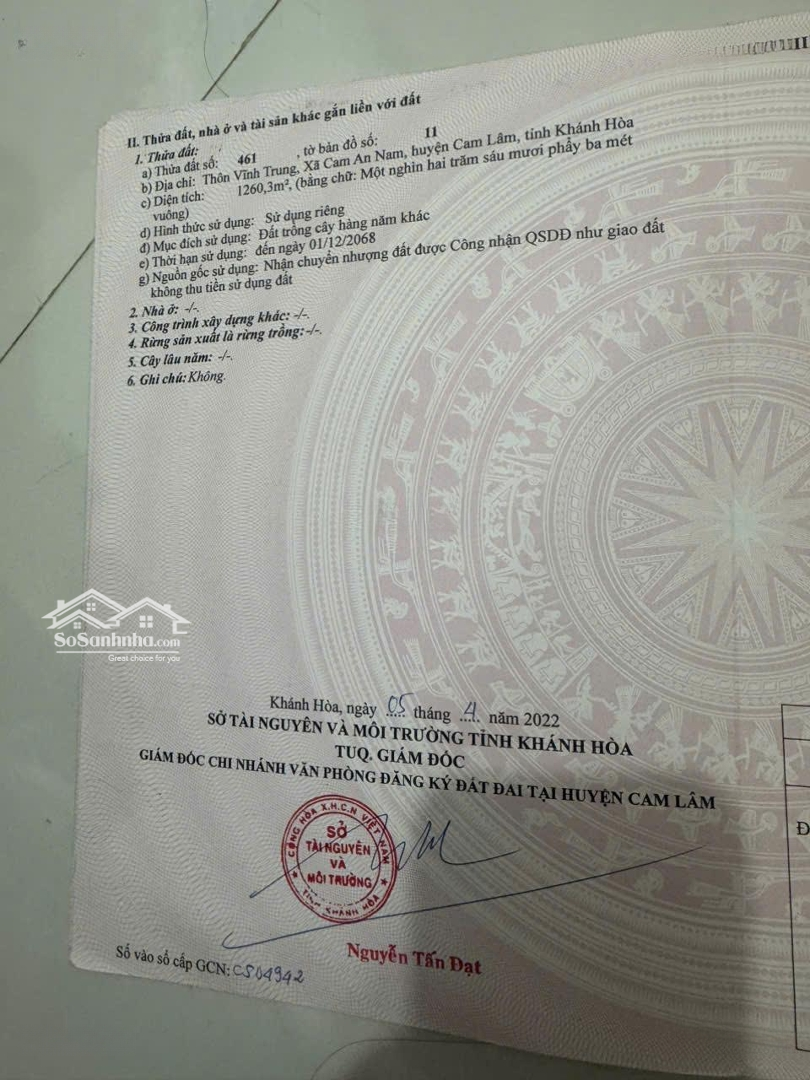 II. Thửa đất, nhà ở và tài sản khác gắn liền với đất
1. Thửa đất:
a) Thửa đất số: 461 , tờ bản đồ số: 11
b) Địa chỉ: Thôn Vĩnh Trung, Xã Cam An Nam, huyện Cam Lâm, tỉnh Khánh Hòa
c) Diện tích: 1260,3m², (bằng chữ: Một nghìn hai trăm sáu mươi phẩy ba mét
vuông)
d) Hình thức sử dụng: Sử dụng riêng
đ) Mục đích sử dụng: Đất trồng cây hàng năm khác
e) Thời hạn sử dụng: đến ngày 01/12/2068
g) Nguồn gốc sử dụng: Nhận chuyển nhượng đất được Công nhận QSDĐ như giao đất
không thu tiền sử dụng đất
2. Nhà ở: -/-.
3. Công trình xây dựng khác: -/-.
4. Rừng sản xuất là rừng trồng: -/-.
5. Cây lâu năm: -/-.
6. Ghi chú: Không.
SoSanhnha.com
Great choice for you
Khánh Hòa, ngày 05 tháng 4 năm 2022
SỞ TÀI NGUYÊN VÀ MÔI TRƯỜNG TỈNH KHÁNH HÒA
TUQ. GIÁM ĐỐC
GIÁM ĐỐC CHI NHÁNH VĂN PHÒNG ĐĂNG KÝ ĐẤT ĐAI TẠI HUYỆN CAM LÂM
CỘNG HÒA X.H.C.N VIỆT NAM
SỞ
TÀI NGUYÊN
VÀ
MÔI TRƯỜNG
TỈNH KHÁNH HÒA
Nguyễn Tấn Đạt
Số vào sổ cấp GCN: CS04942